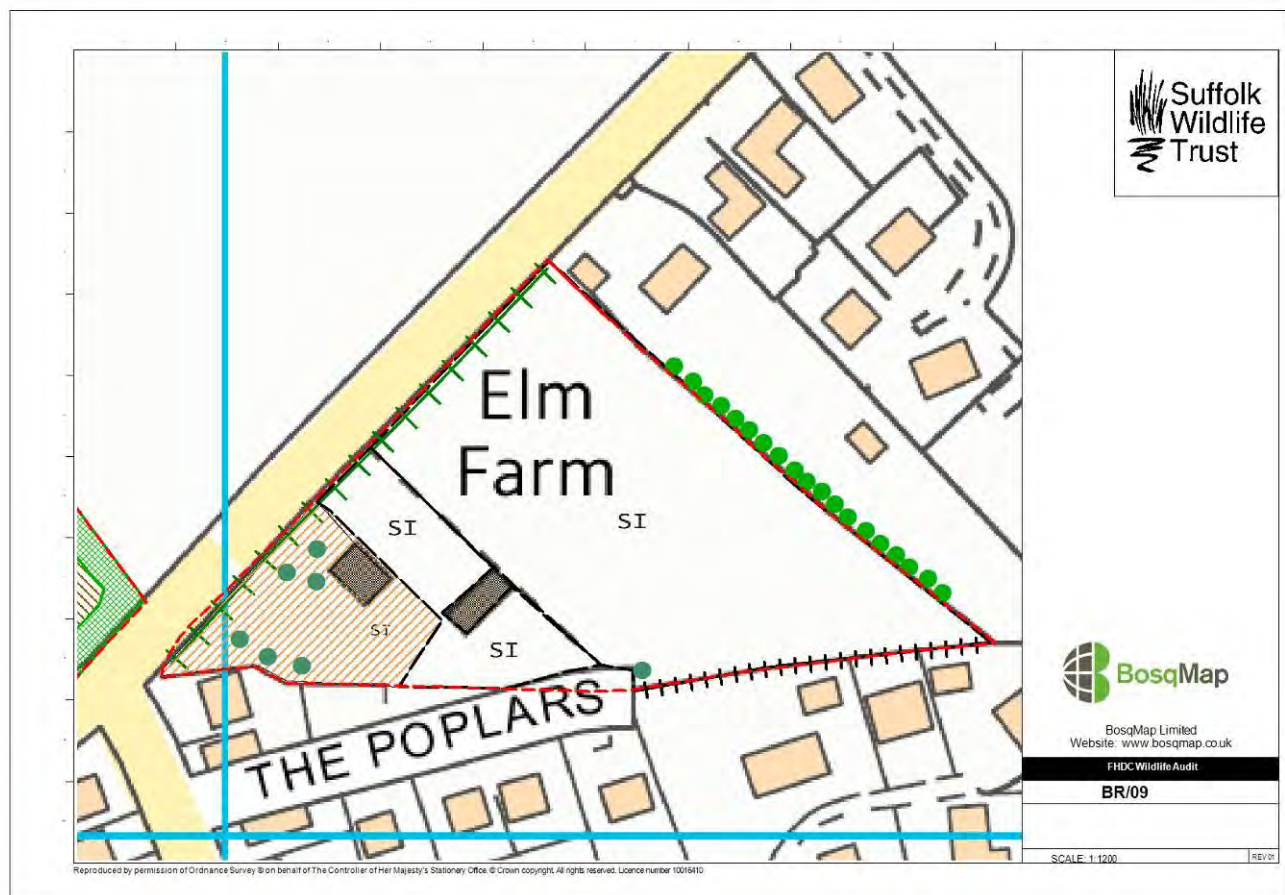 Suffolk
Wildlife
Trust
Elm
Farm
SI
SI
SI
SI
THE POPLARS
BosqMap
BosqMap Limited
Website: www.bosqmap.co.uk
FHDC Wildlife Audit
BR/09
SCALE: 1:1200
REV 01
Reproduced by permission of Ordnance Survey ® on behalf of The Controller of Her Majesty's Stationery Office. © Crown copyright. All rights reserved. Licence number 10016410